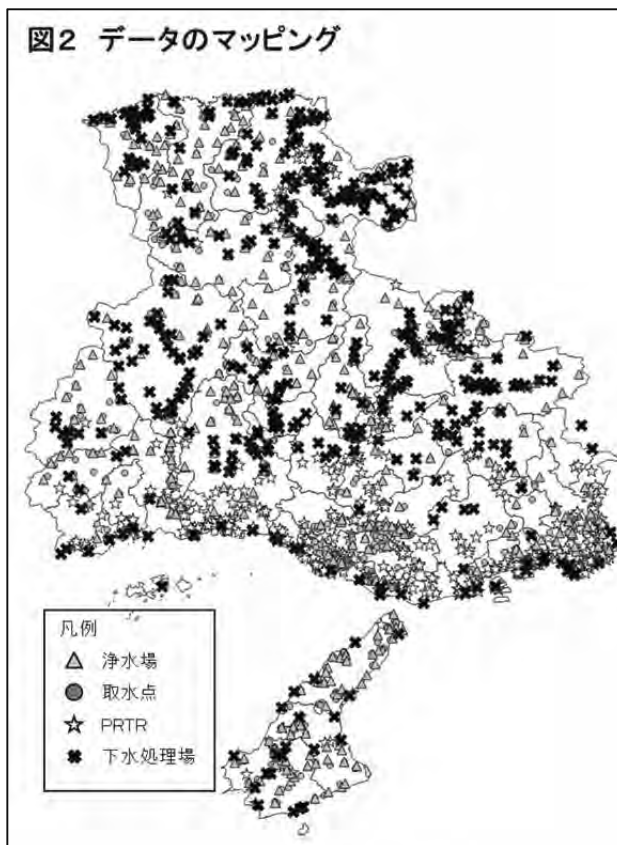 図2 データのマッピング
凡例
浄水場
取水点
PRTR
下水処理場